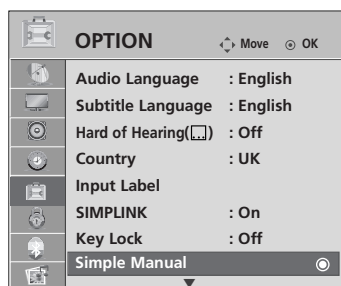 OPTION Move OK
Audio Language : English
Subtitle Language : English
Hard of Hearing(...) : Off
Country : UK
Input Label
SIMPLINK : On
Key Lock : Off
Simple Manual